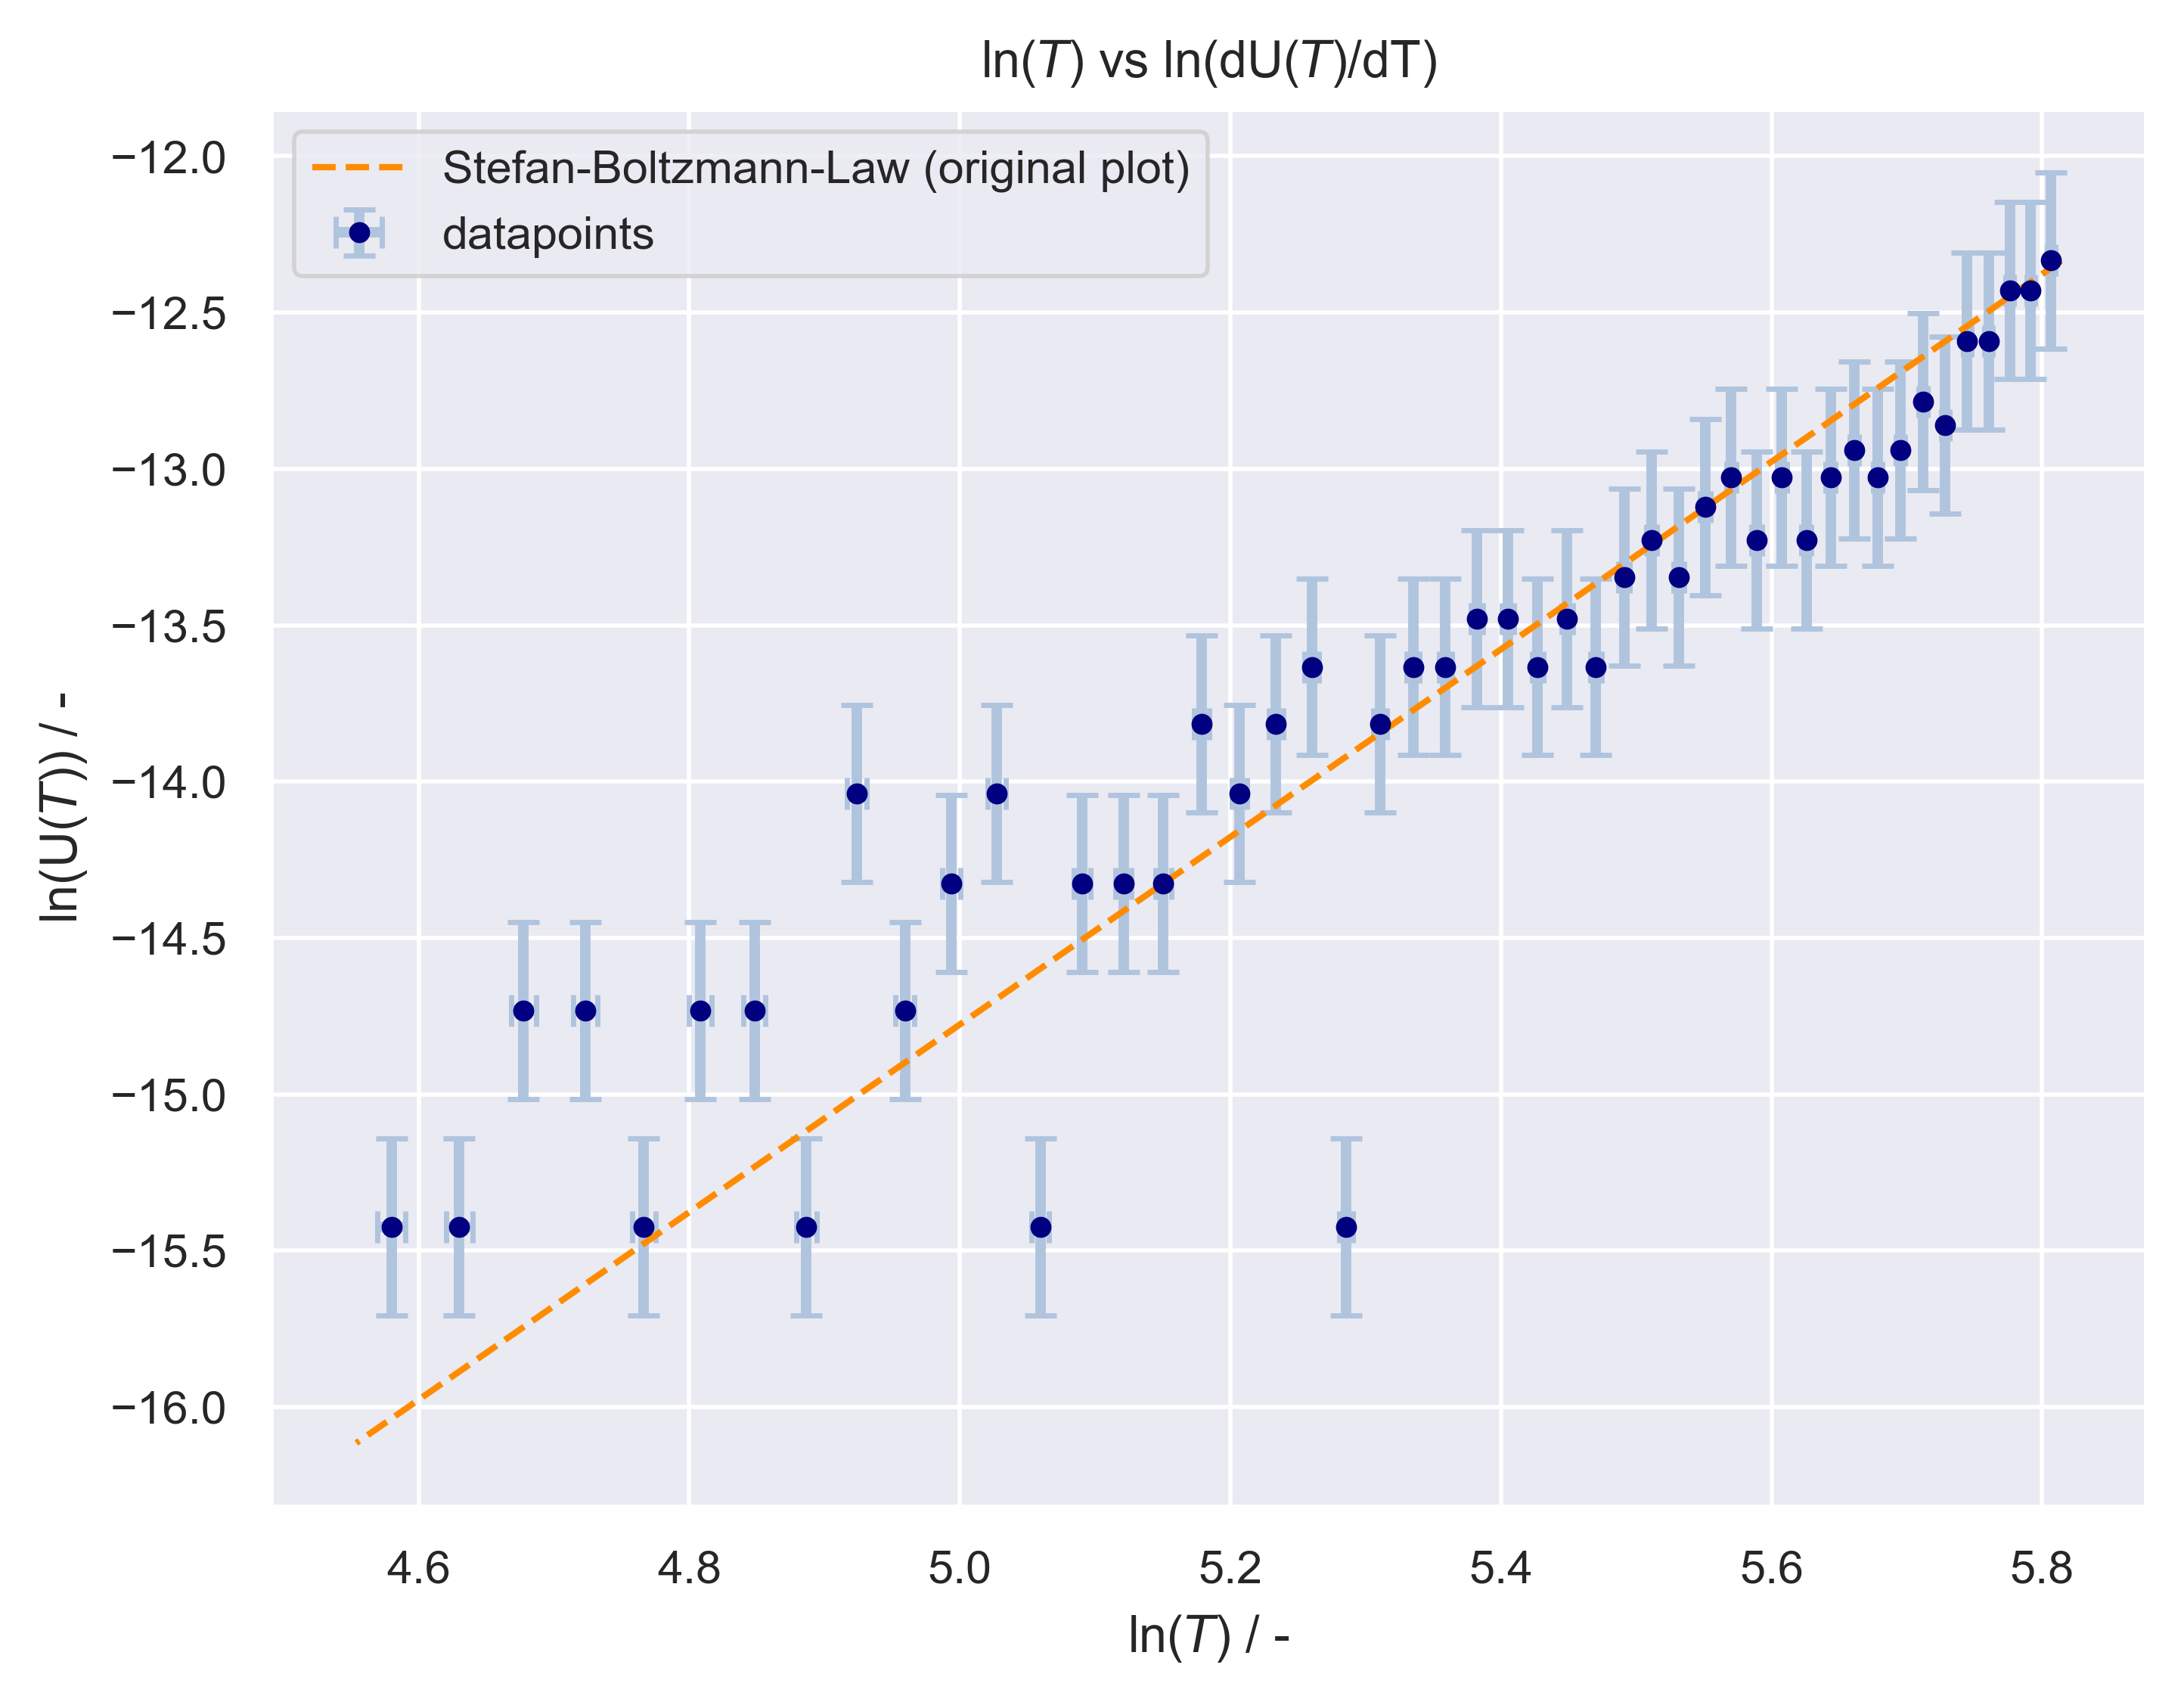 ln(T) vs ln(dU(T)/dT)
Stefan-Boltzmann-Law (original plot)
datapoints
ln(U(T)) / -
−12.0
−12.5
−13.0
−13.5
−14.0
−14.5
−15.0
−15.5
−16.0
4.6 4.8 5.0 5.2 5.4 5.6 5.8
ln(T) / -